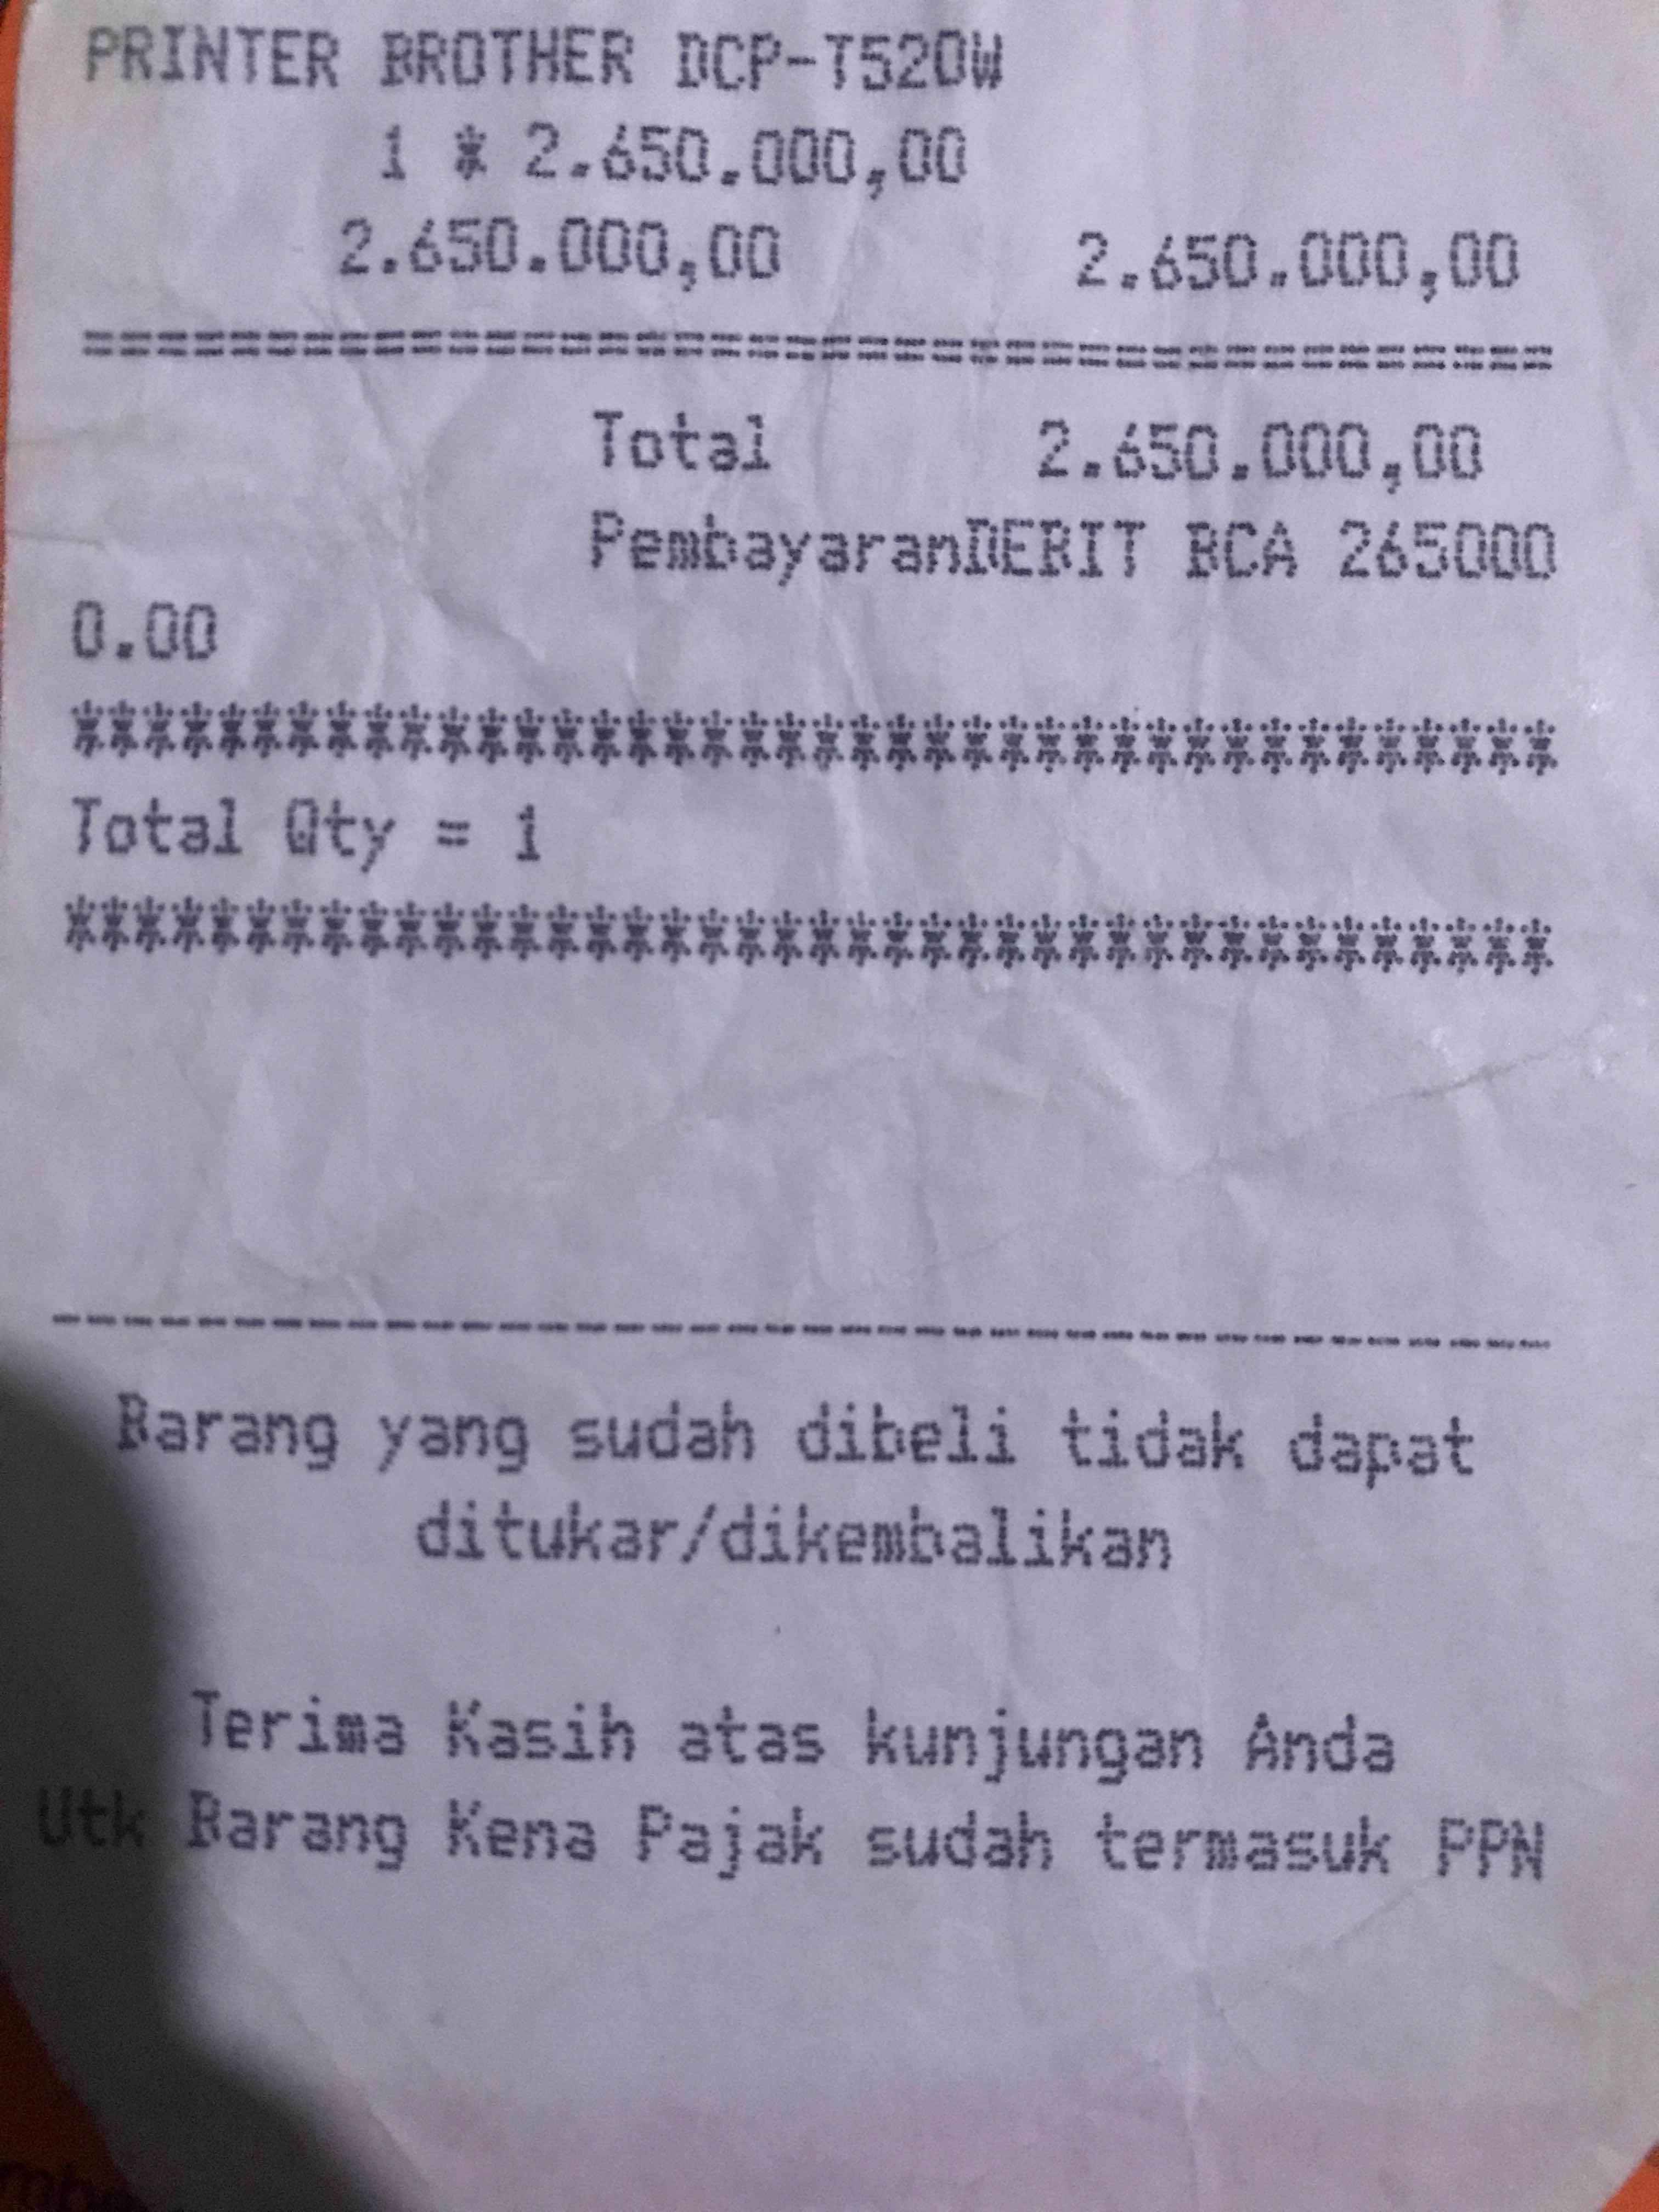 PRINTER BROTHER DCP-T520W
1 * 2.650.000,00
2.650.000,00 2.650.000,00
========================================
Total 2.650.000,00
PembayaranDEBIT BCA 265000
0.00
****************************************
Total Qty = 1
****************************************
----------------------------------------
Barang yang sudah dibeli tidak dapat
ditukar/dikembalikan
Terima Kasih atas kunjungan Anda
Utk Barang Kena Pajak sudah termasuk PPN